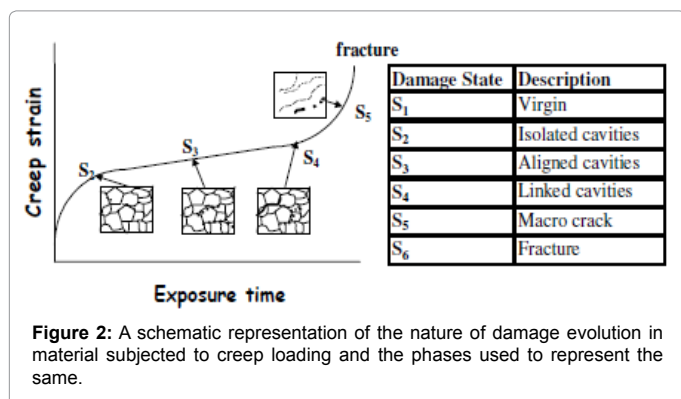 fracture
Creep strain
S2
S3
S4
S5
Exposure time
Damage State Description
S1 Virgin
S2 Isolated cavities
S3 Aligned cavities
S4 Linked cavities
S5 Macro crack
S6 Fracture
Figure 2: A schematic representation of the nature of damage evolution in
material subjected to creep loading and the phases used to represent the
same.